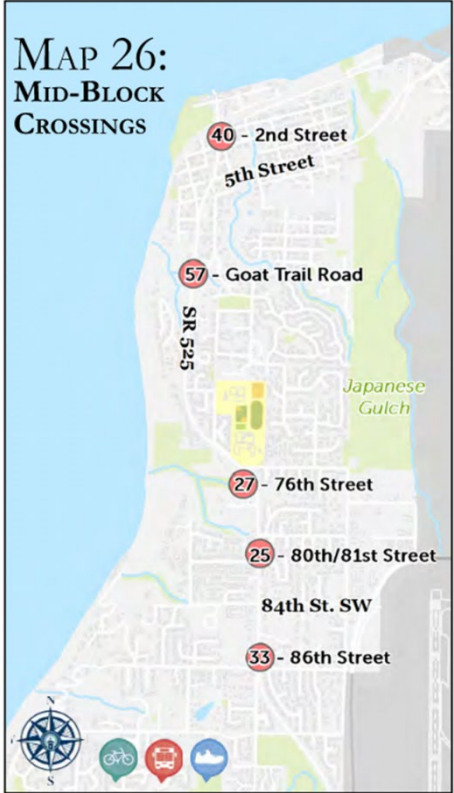 MAP 26:
MID-BLOCK
CROSSINGS
40 - 2nd Street
5th Street
57 - Goat Trail Road
SR 525
Japanese
Gulch
27 - 76th Street
25 - 80th/81st Street
84th St. SW
33 - 86th Street
N
S